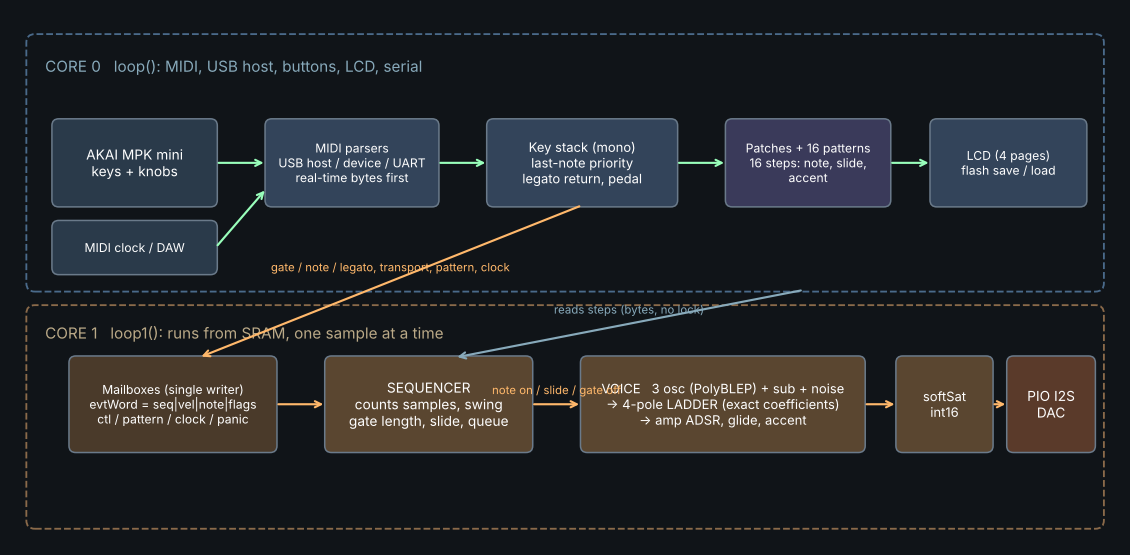 CORE 0 loop(): MIDI, USB host, buttons, LCD, serial
AKAI MPK mini
keys + knobs
MIDI parsers
USB host / device / UART
real-time bytes first
Key stack (mono)
last-note priority
legato return, pedal
Patches + 16 patterns
16 steps: note, slide,
accent
LCD (4 pages)
flash save / load
MIDI clock / DAW
gate / note / legato, transport, pattern, clock
reads steps (bytes, no lock)
CORE 1 loop1(): runs from SRAM, one sample at a time
Mailboxes (single writer)
evtWord = seq|vel|note|flags
ctl / pattern / clock / panic
SEQUENCER
counts samples, swing
gate length, slide, queue
note on / slide / gate off
VOICE 3 osc (PolyBLEP) + sub + noise
→ 4-pole LADDER (exact coefficients)
→ amp ADSR, glide, accent
softSat
int16
PIO I2S
DAC